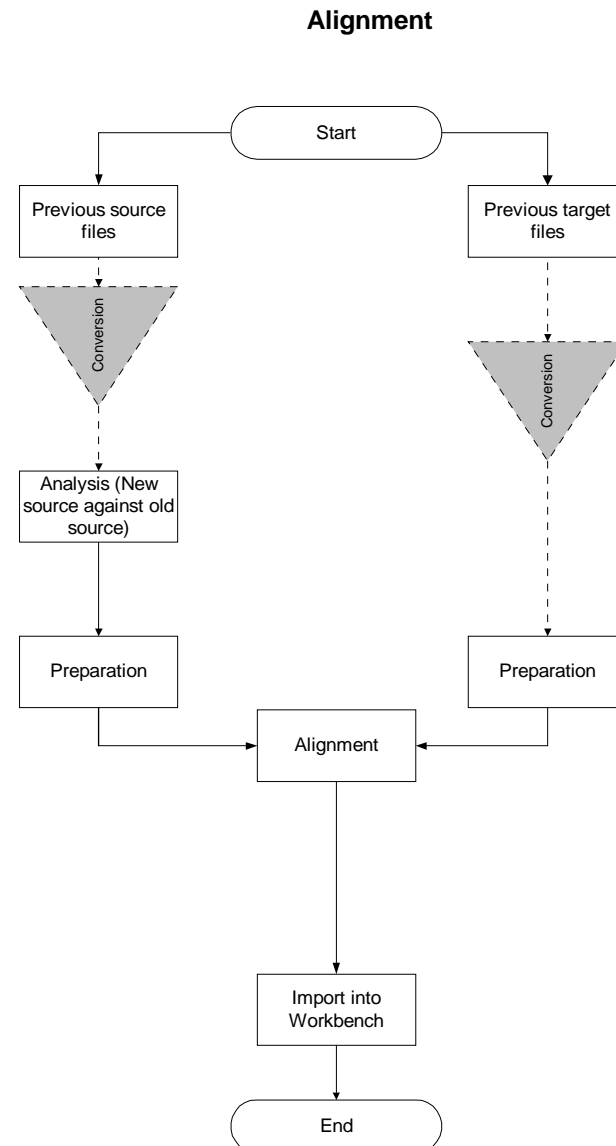 Alignment
Start
Previous source
files
Previous target
files
Conversion
Conversion
Analysis (New
source against old
source)
Preparation
Preparation
Alignment
Import into
Workbench
End